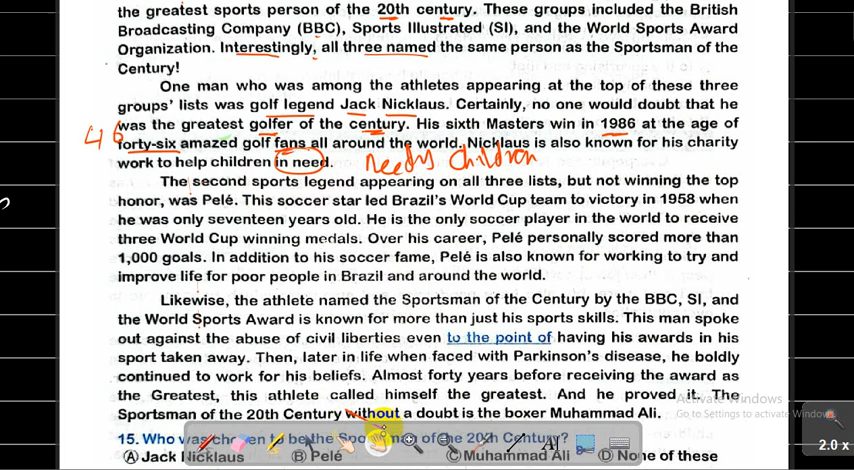 the greatest sports person of the 20th century. These groups included the British
Broadcasting Company (BBC), Sports Illustrated (SI), and the World Sports Award
Organization. Interestingly, all three named the same person as the Sportsman of the
Century!
One man who was among the athletes appearing at the top of these three
groups' lists was golf legend Jack Nicklaus. Certainly, no one would doubt that he
was the greatest golfer of the century. His sixth Masters win in 1986 at the age of
46
forty-six amazed golf fans all around the world. Nicklaus is also known for his charity
work to help children in need. Needy Children
The second sports legend appearing on all three lists, but not winning the top
honor, was Pelé. This soccer star led Brazil's World Cup team to victory in 1958 when
he was only seventeen years old. He is the only soccer player in the world to receive
three World Cup winning medals. Over his career, Pelé personally scored more than
1,000 goals. In addition to his soccer fame, Pelé is also known for working to try and
improve life for poor people in Brazil and around the world.
Likewise, the athlete named the Sportsman of the Century by the BBC, SI, and
the World Sports Award is known for more than just his sports skills. This man spoke
out against the abuse of civil liberties even to the point of having his awards in his
sport taken away. Then, later in life when faced with Parkinson's disease, he boldly
continued to work for his beliefs. Almost forty years before receiving the award as
the Greatest, this athlete called himself the greatest. And he proved it. The
Activate Windows
Sportsman of the 20th Century without a doubt is the boxer Muhammad Ali.
Go to Settings to activate Windows.
15. Who was chosen to be the Sportsman of the 20th Century?
Ⓐ Jack Nicklaus Ⓑ Pelé Ⓒ Muhammad Ali Ⓓ None of these
2.0 x